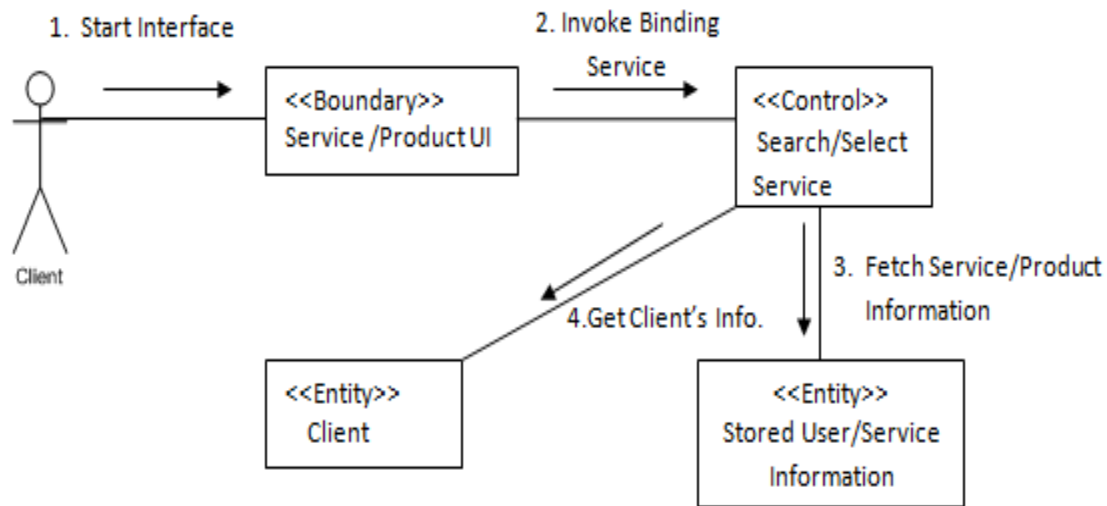 1. Start Interface
2. Invoke Binding
Service
<<Boundary>>
Service /Product UI
<<Control>>
Search/Select
Service
Client
3. Fetch Service/Product
Information
4.Get Client's Info.
<<Entity>>
Client
<<Entity>>
Stored User/Service
Information